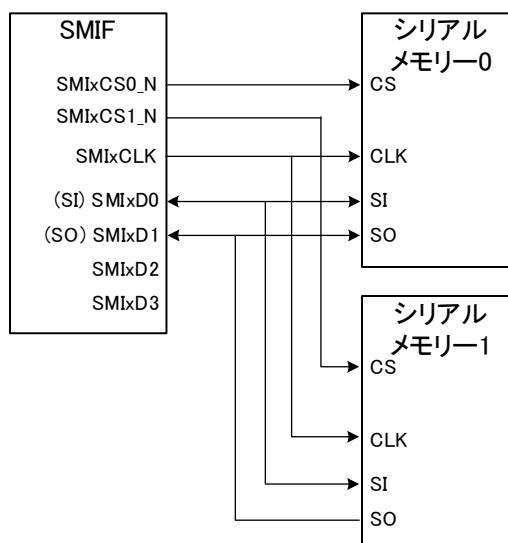 SMIF
SMIxCS0_N
SMIxCS1_N
SMIxCLK
(SI) SMIxD0
(SO) SMIxD1
SMIxD2
SMIxD3
シリアル
メモリー0
CS
CLK
SI
SO
シリアル
メモリー1
CS
CLK
SI
SO